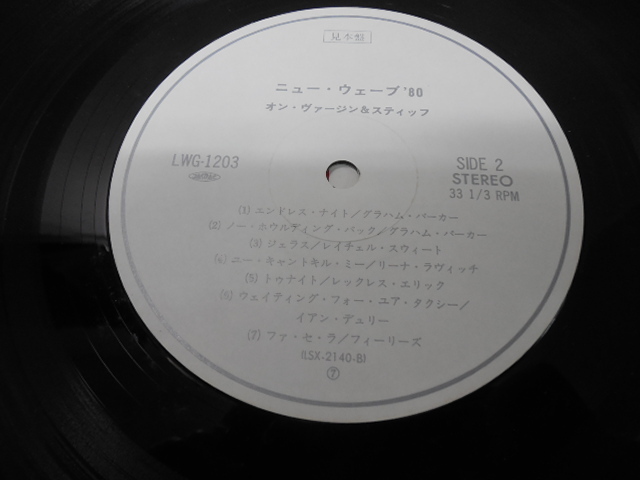 見本盤
ニュー・ウェーブ '80
オン・ヴァージン&スティッフ
LWG-1203
SIDE 2
STEREO
33 1/3 RPM
(1) エンドレス・ナイト/グラハム・パーカー
(2) ノー・ホウルディング・バック/グラハム・パーカー
(3) ジェラス/レイチェル・スウィート
(4) ニー・キャントキル・ミー/リーナ・ラヴィッチ
(5) トゥナイト/レックレス・エリック
(6) ウェイティング・フォー・ユア・タクシー/
イアン・デュリー
(7) ファ・セ・ラ/フィーリーズ
(LSX-2140-B)
⑦